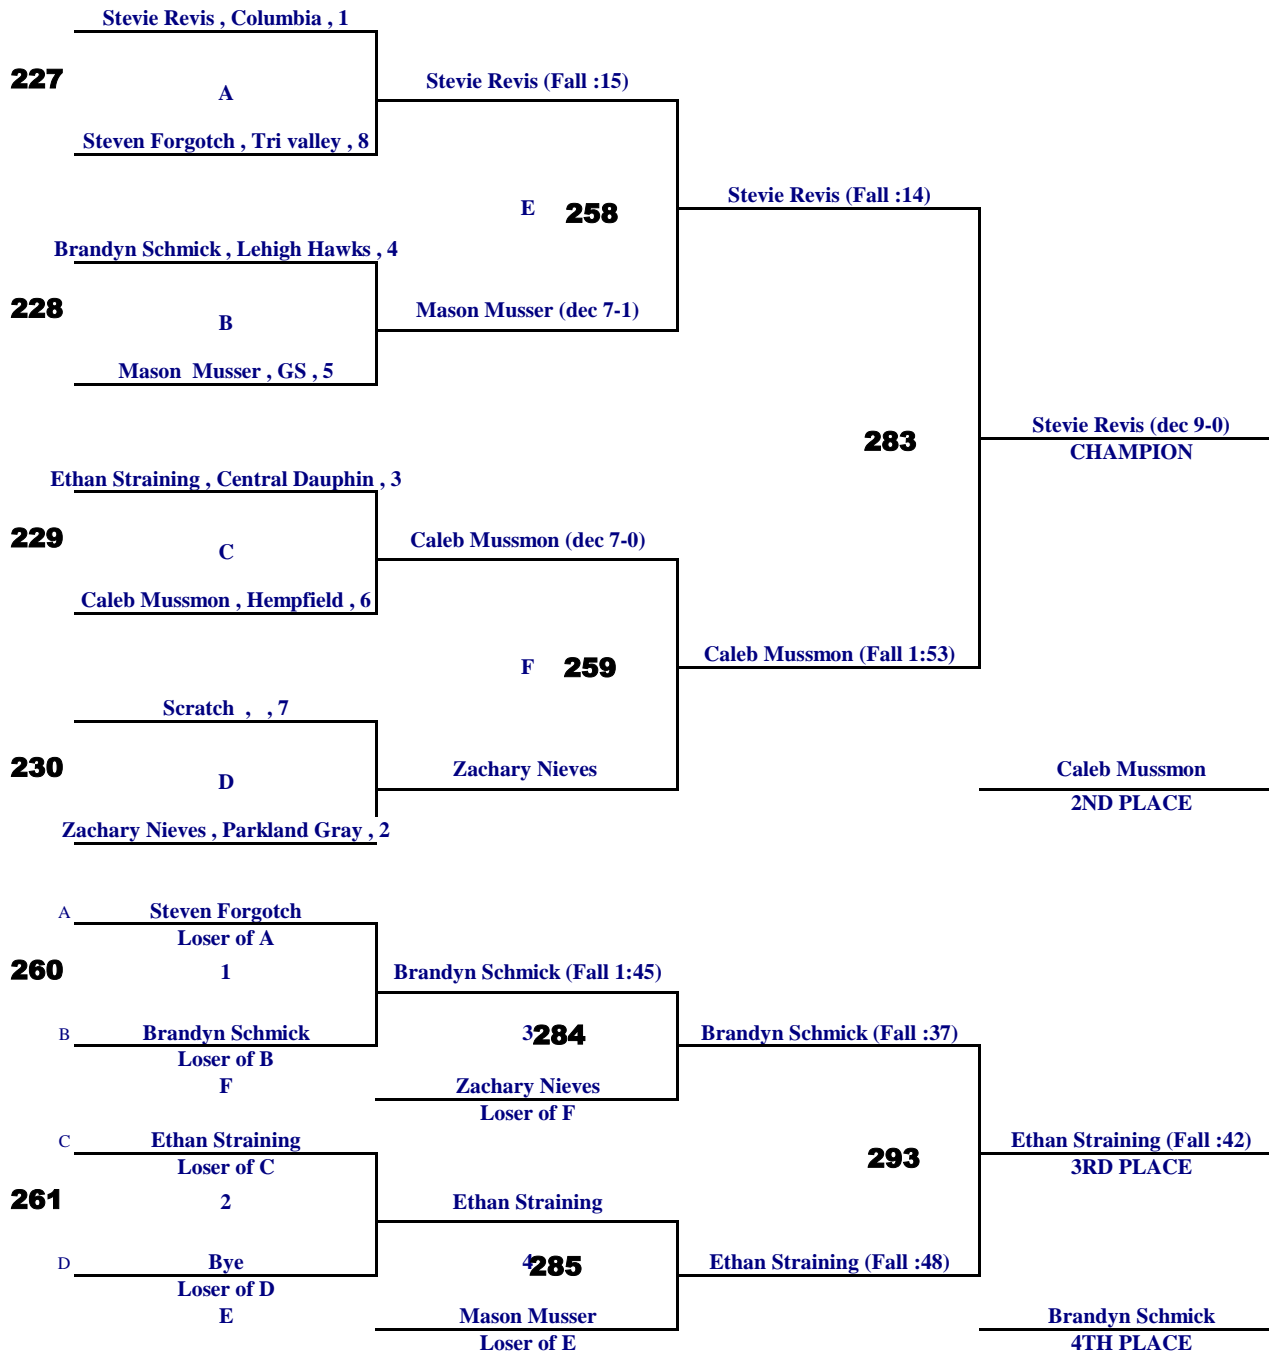 Stevie Revis , Columbia , 1
227
A
Stevie Revis (Fall :15)
Steven Forgotch , Tri valley , 8
E 258
Stevie Revis (Fall :14)
Brandyn Schmick , Lehigh Hawks , 4
228
B
Mason Musser (dec 7-1)
Mason  Musser , GS , 5
283
Stevie Revis (dec 9-0)
CHAMPION
Ethan Straining , Central Dauphin , 3
229
C
Caleb Mussmon (dec 7-0)
Caleb Mussmon , Hempfield , 6
F 259
Caleb Mussmon (Fall 1:53)
Scratch  ,   , 7
230
D
Zachary Nieves
Caleb Mussmon
2ND PLACE
Zachary Nieves , Parkland Gray , 2
A Steven Forgotch
Loser of A
260
1
Brandyn Schmick (Fall 1:45)
B Brandyn Schmick
3 284
Brandyn Schmick (Fall :37)
Loser of B
F
Zachary Nieves
Loser of F
C Ethan Straining
Loser of C
293
Ethan Straining (Fall :42)
3RD PLACE
261
2
Ethan Straining
D Bye
4 285
Ethan Straining (Fall :48)
Loser of D
E
Mason Musser
Loser of E
Brandyn Schmick
4TH PLACE